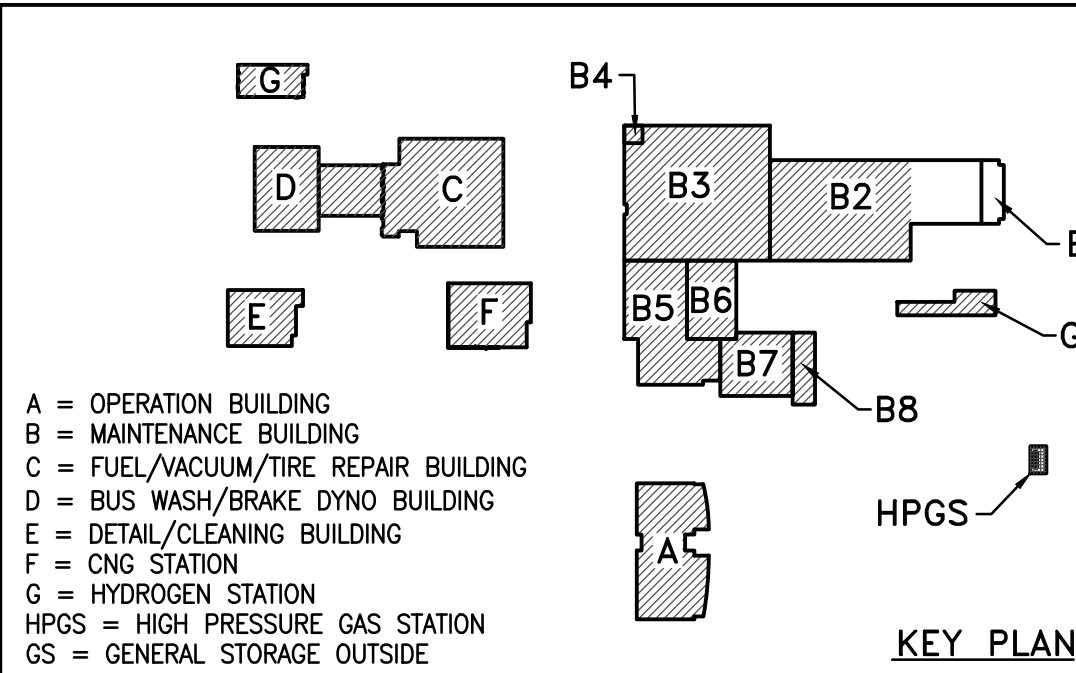 G
B4
D
C
B3
B2
E
F
B5
B6
B7
B8
A
HPGS
A = OPERATION BUILDING
B = MAINTENANCE BUILDING
C = FUEL/VACUUM/TIRE REPAIR BUILDING
D = BUS WASH/BRAKE DYNO BUILDING
E = DETAIL/CLEANING BUILDING
F = CNG STATION
G = HYDROGEN STATION
HPGS = HIGH PRESSURE GAS STATION
GS = GENERAL STORAGE OUTSIDE
KEY PLAN